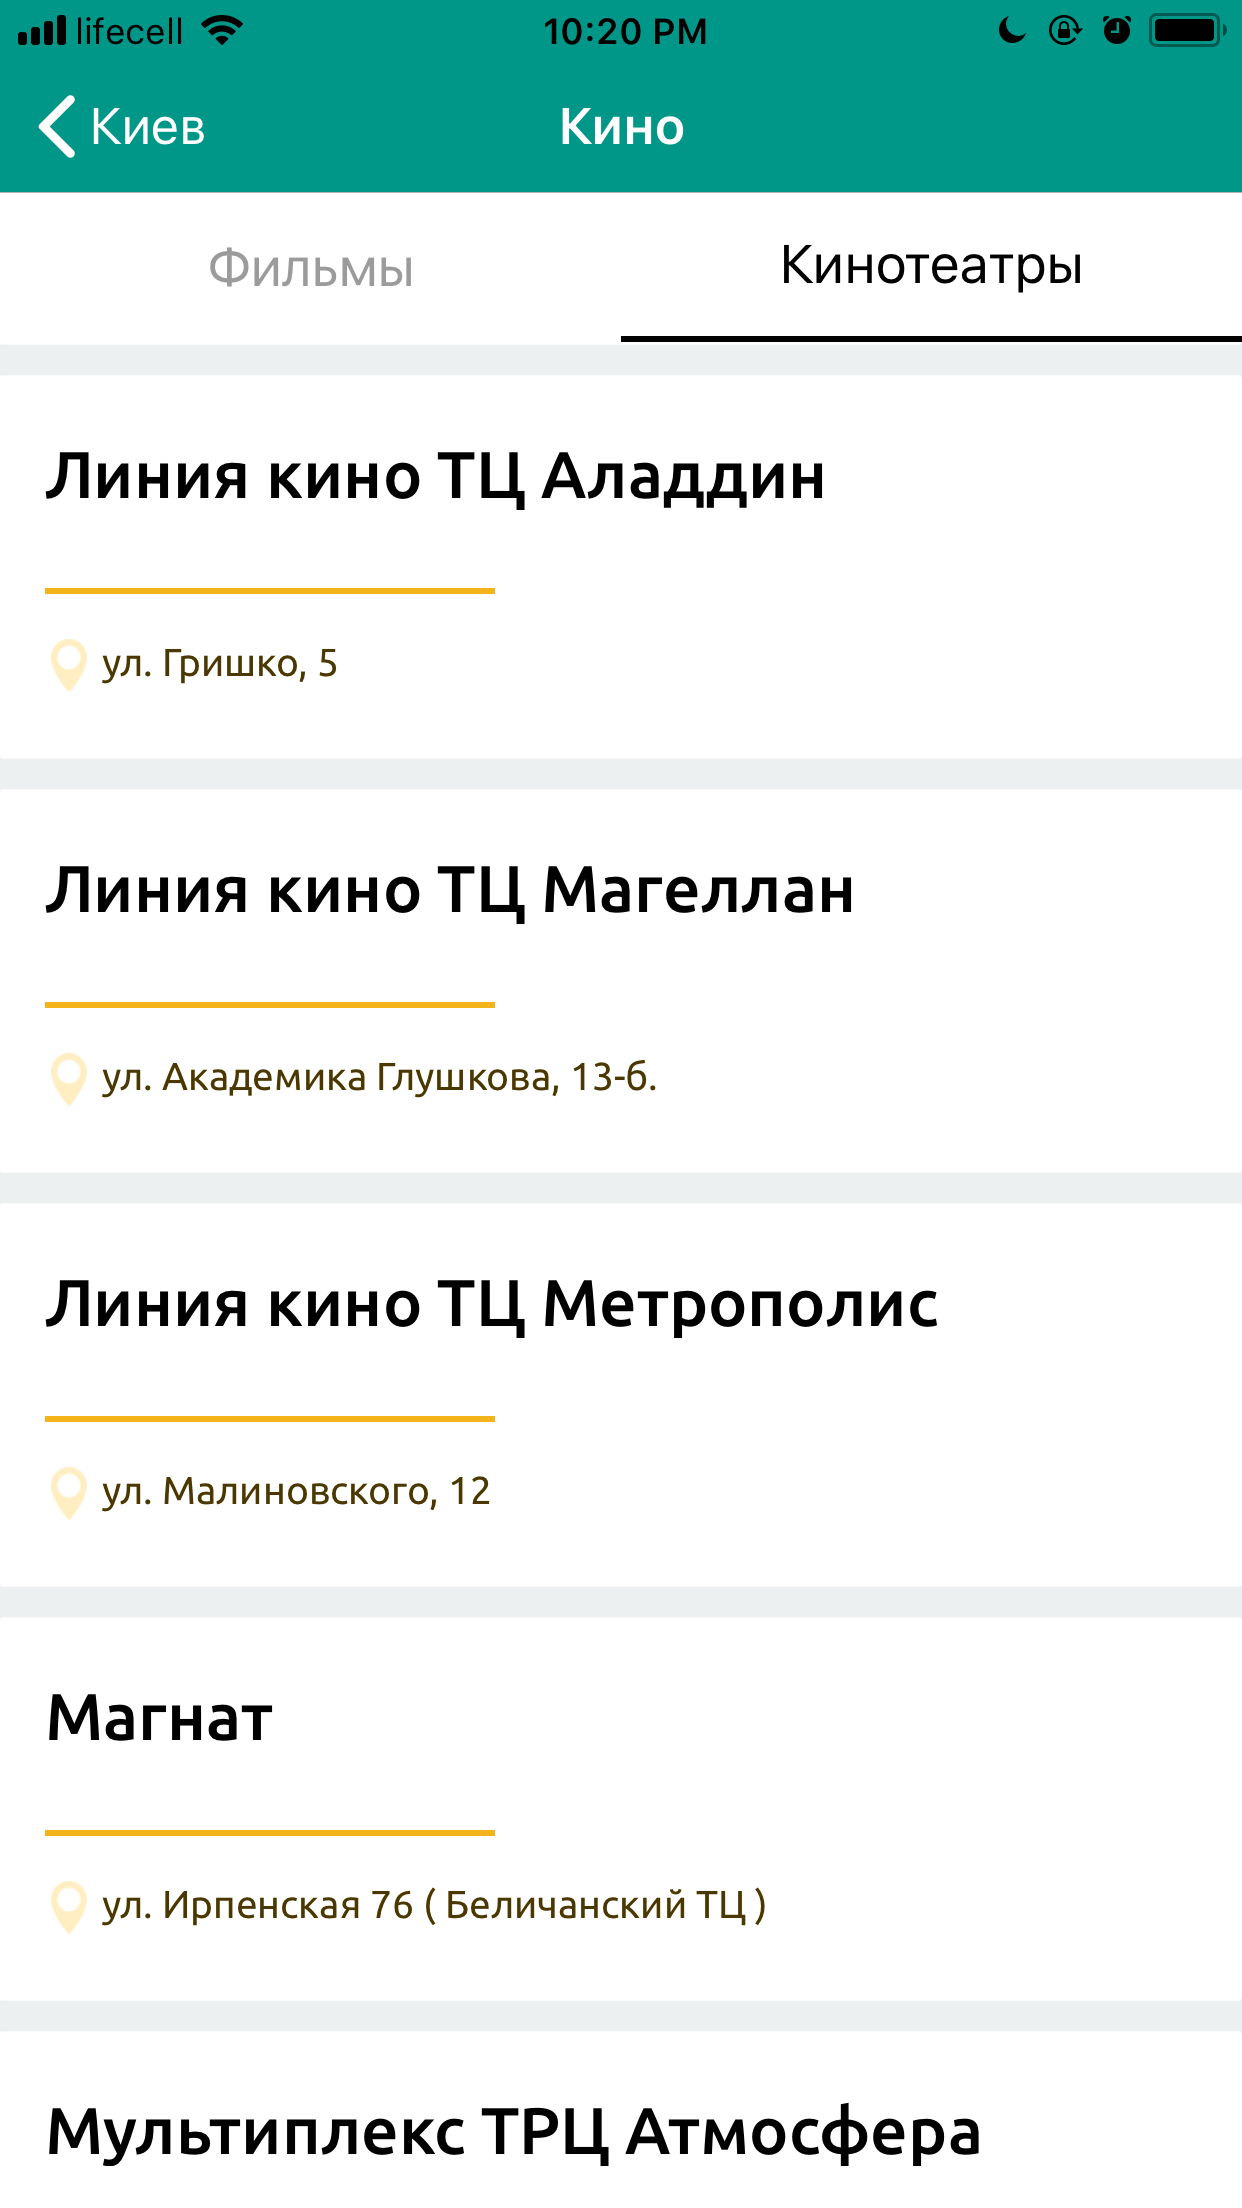 lifecell 10:20 PM
Киев Кино
Фильмы Кинотеатры
Линия кино ТЦ Аладдин
ул. Гришко, 5
Линия кино ТЦ Магеллан
ул. Академика Глушкова, 13-б.
Линия кино ТЦ Метрополис
ул. Малиновского, 12
Магнат
ул. Ирпенская 76 ( Беличанский ТЦ )
Мультиплекс ТРЦ Атмосфера